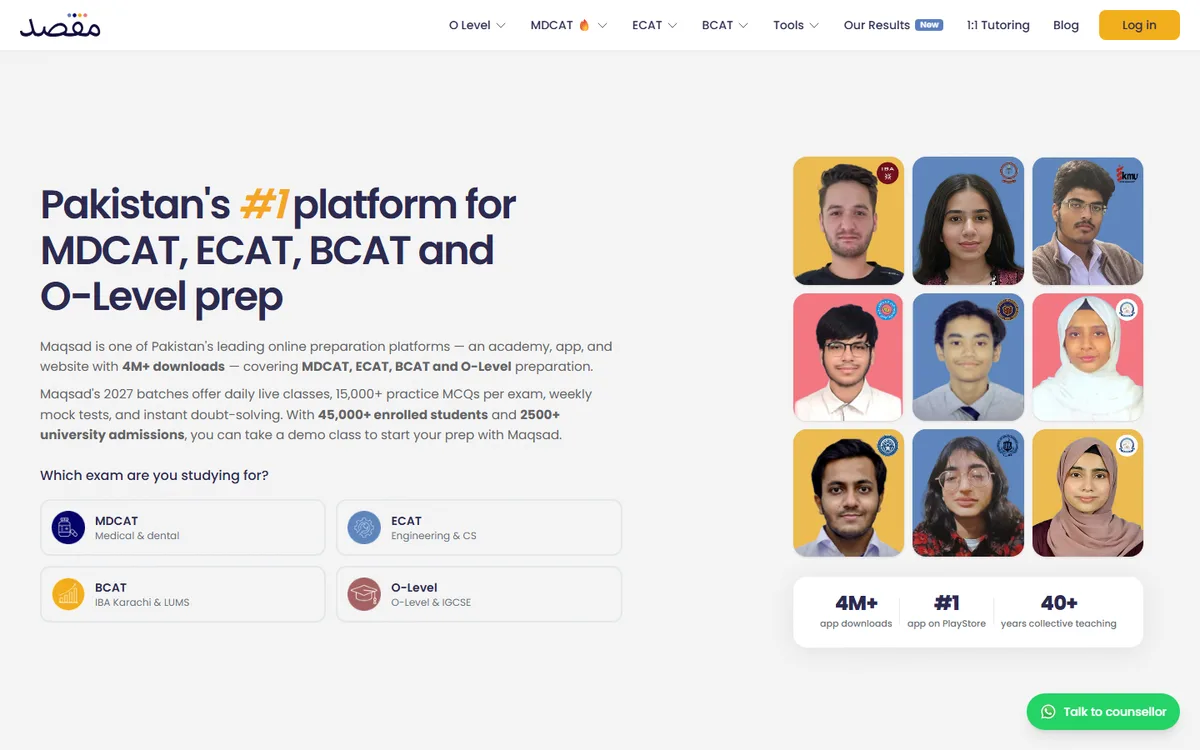 مقصد
O Level
MDCAT 🔥
ECAT
BCAT
Tools
Our Results New
1:1 Tutoring
Blog
Log in
Pakistan's #1 platform for
MDCAT, ECAT, BCAT and
O-Level prep
Maqsad is one of Pakistan's leading online preparation platforms — an academy, app, and
website with 4M+ downloads — covering MDCAT, ECAT, BCAT and O-Level preparation.
Maqsad's 2027 batches offer daily live classes, 15,000+ practice MCQs per exam, weekly
mock tests, and instant doubt-solving. With 45,000+ enrolled students and 2500+
university admissions, you can take a demo class to start your prep with Maqsad.
Which exam are you studying for?
MDCAT
Medical & dental
ECAT
Engineering & CS
BCAT
IBA Karachi & LUMS
O-Level
O-Level & IGCSE
IBA
kmu
4M+
app downloads
#1
app on PlayStore
40+
years collective teaching
Talk to counsellor